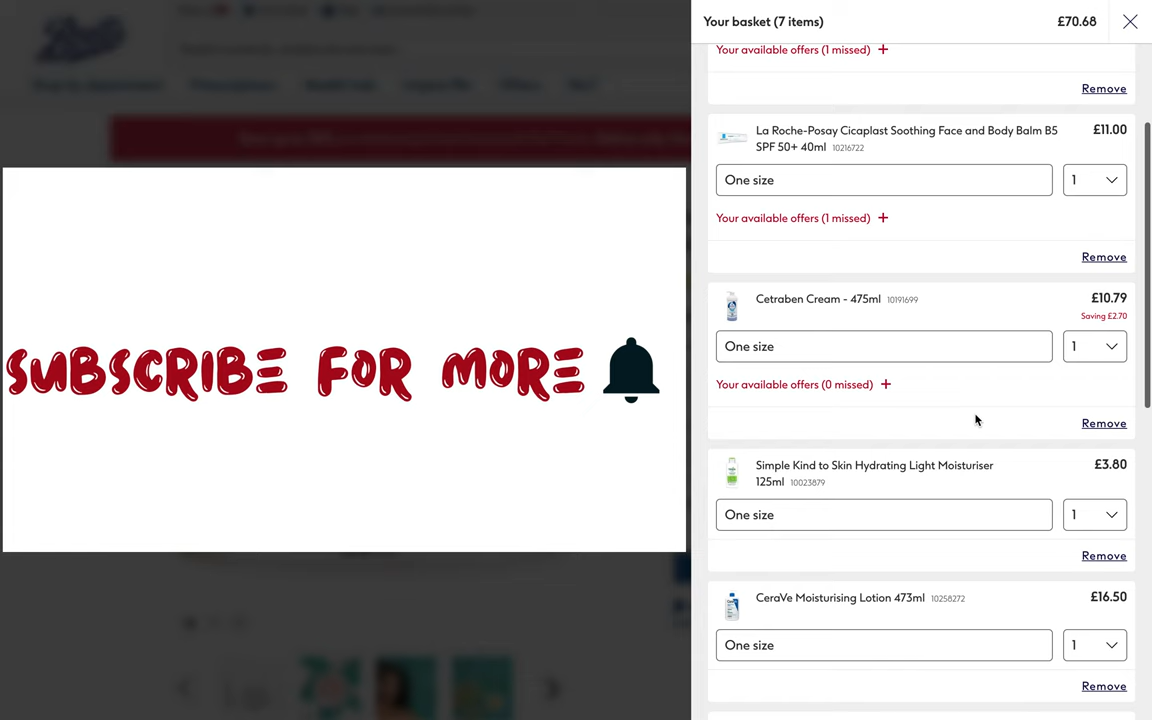 Your basket (7 items)
£70.68
Your available offers (1 missed) +
Remove
La Roche-Posay Cicaplast Soothing Face and Body Balm B5
SPF 50+ 40ml 10216722
£11.00
One size
1
Your available offers (1 missed) +
Remove
Cetraben Cream - 475ml 10191699
£10.79
Saving £2.70
One size
1
Your available offers (0 missed) +
Remove
Simple Kind to Skin Hydrating Light Moisturiser
125ml 10023879
£3.80
One size
1
Remove
CeraVe Moisturising Lotion 473ml 10258272
£16.50
One size
1
Remove
SUBSCRIBE FOR MORE